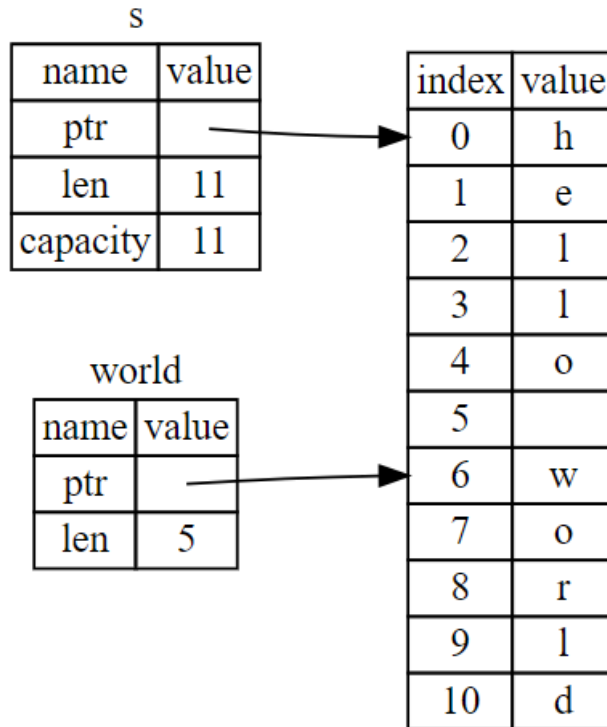 s
name value
ptr
len 11
capacity 11
world
name value
ptr
len 5
index value
0 h
1 e
2 l
3 l
4 o
5
6 w
7 o
8 r
9 l
10 d